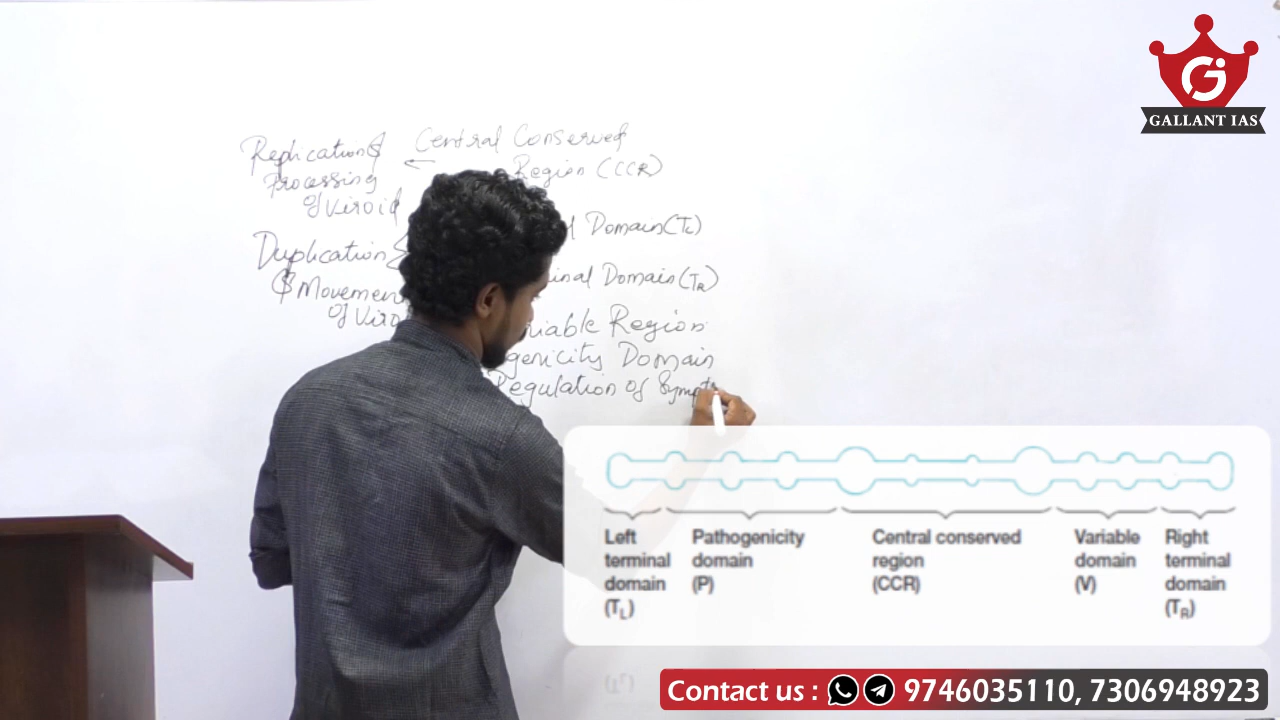 GALLANT IAS
Replication &
Processing
of Viroid
Central Conserved
Region (CCR)
Domain (TL)
Duplication
& Movemen
of Viro
inal Domain (TR)
riable Region
genicity Domain
Regulation of Sympt
Left terminal domain (TL)
Pathogenicity domain (P)
Central conserved region (CCR)
Variable domain (V)
Right terminal domain (TR)
Contact us : 9746035110, 7306948923